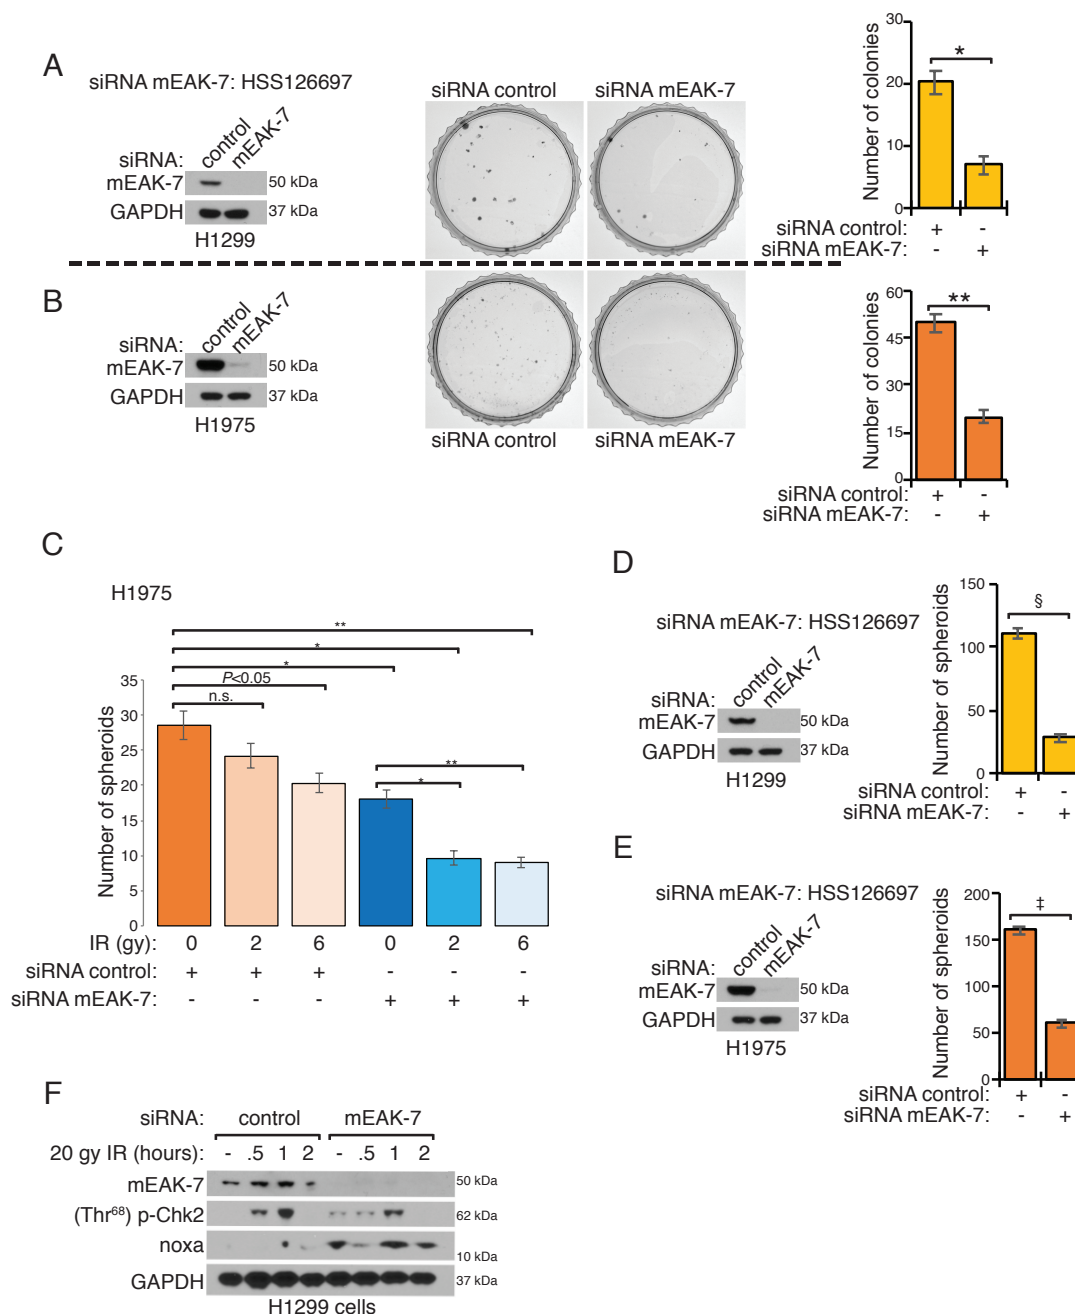 A
siRNA mEAK-7: HSS126697
siRNA:
control
mEAK-7
mEAK-7
50 kDa
GAPDH
37 kDa
H1299
siRNA control
siRNA mEAK-7
Number of colonies
30
20
10
0
*
siRNA control: + -
siRNA mEAK-7: - +
B
siRNA:
control
mEAK-7
mEAK-7
50 kDa
GAPDH
37 kDa
H1975
siRNA control
siRNA mEAK-7
Number of colonies
60
45
30
15
0
**
siRNA control: + -
siRNA mEAK-7: - +
C
H1975
**
*
*
P<0.05
n.s.
**
*
Number of spheroids
35
30
25
20
15
10
5
0
IR (gy): 0 2 6 0 2 6
siRNA control: + + + - - -
siRNA mEAK-7: - - - + + +
D
siRNA mEAK-7: HSS126697
siRNA:
control
mEAK-7
mEAK-7
50 kDa
GAPDH
37 kDa
H1299
Number of spheroids
150
100
50
0
§
siRNA control: + -
siRNA mEAK-7: - +
E
siRNA mEAK-7: HSS126697
siRNA:
control
mEAK-7
mEAK-7
50 kDa
GAPDH
37 kDa
H1975
Number of spheroids
200
150
100
50
0
‡
siRNA control: + -
siRNA mEAK-7: - +
F
siRNA: control mEAK-7
20 gy IR (hours): - .5 1 2 - .5 1 2
mEAK-7 50 kDa
(Thr⁶⁸) p-Chk2 62 kDa
noxa 10 kDa
GAPDH 37 kDa
H1299 cells